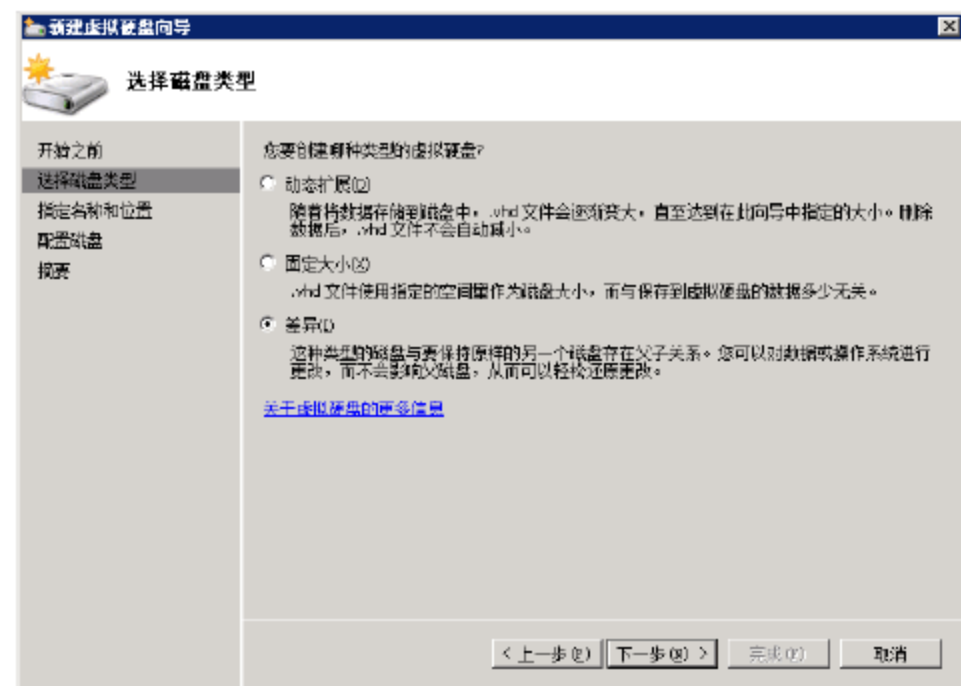 新建虚拟硬盘向导
选择磁盘类型
开始之前
选择磁盘类型
指定名称和位置
配置磁盘
摘要
您要创建哪种类型的虚拟硬盘?
动态扩展(D)
随着将数据存储到磁盘中，.vhd 文件会逐渐变大，直至达到在此向导中指定的大小。删除
数据后，.vhd 文件不会自动减小。
固定大小(X)
.vhd 文件使用指定的空间量作为磁盘大小，而与保存到虚拟硬盘的数据多少无关。
差异(I)
这种类型的磁盘与要保持原样的另一个磁盘存在父子关系。您可以对数据或操作系统进行
更改，而不会影响父磁盘，从而可以轻松还原更改。
关于虚拟硬盘的更多信息
< 上一步(P)
下一步(N) >
完成(F)
取消